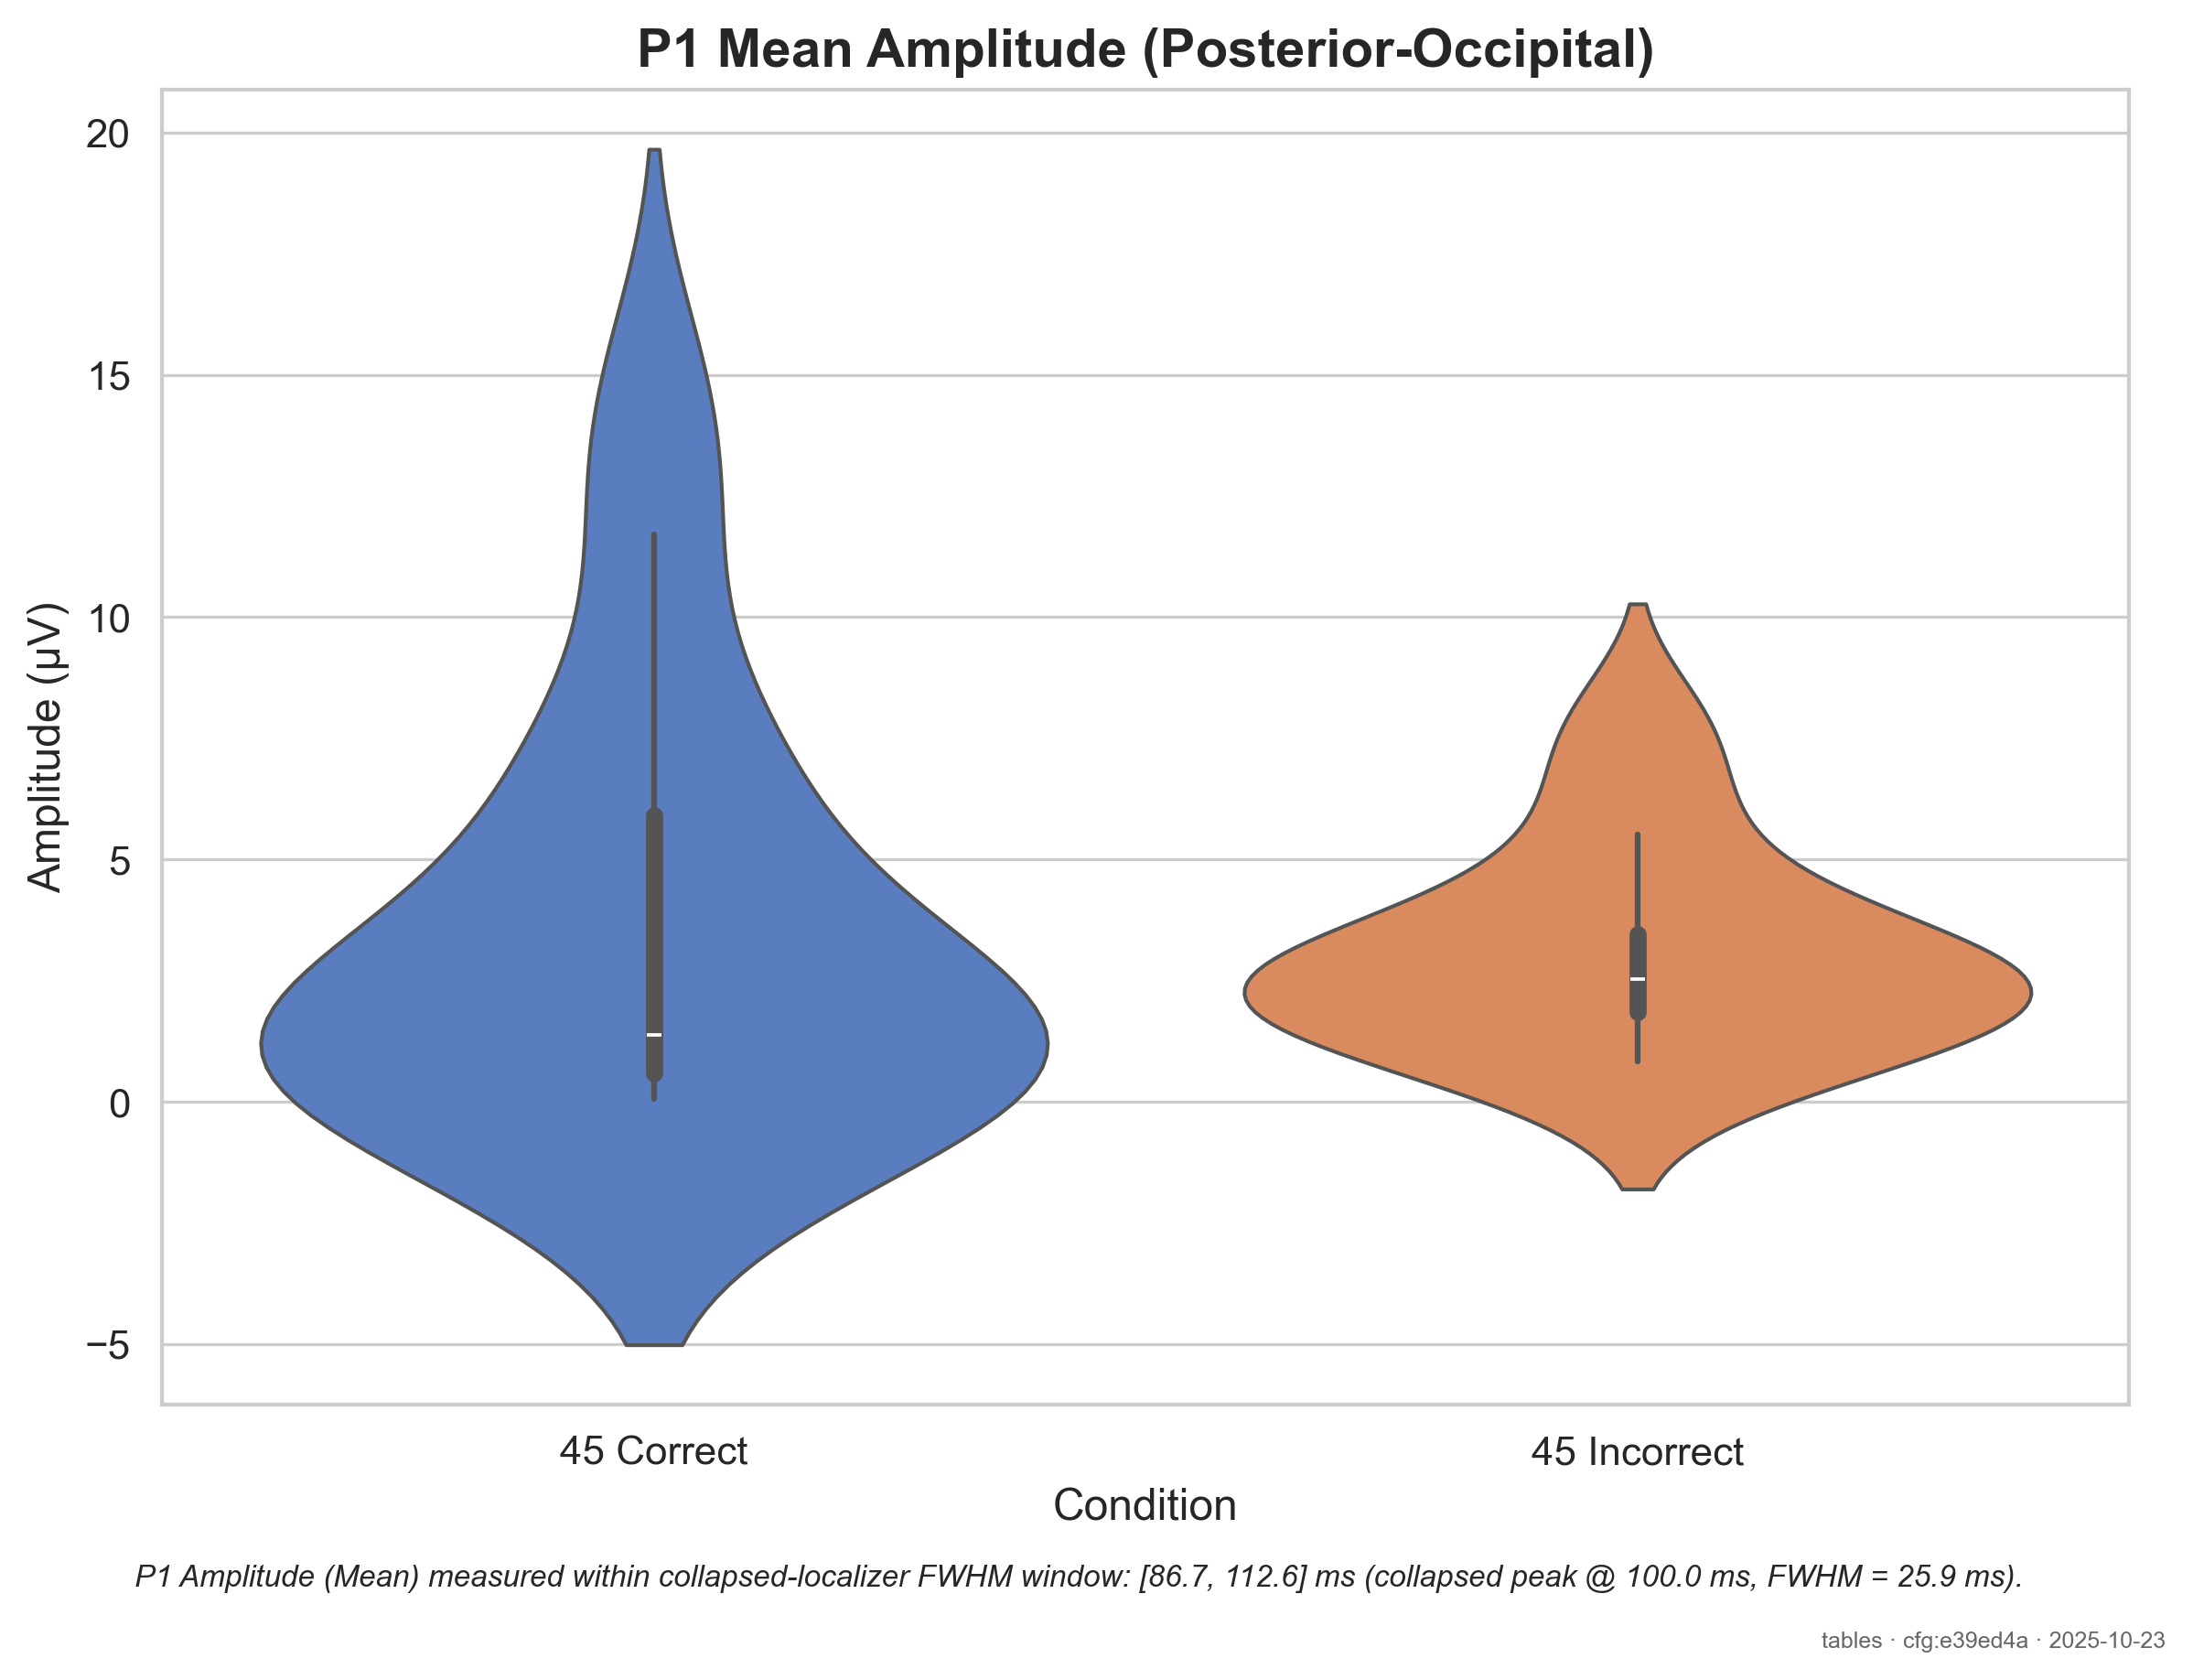 P1 Mean Amplitude (Posterior-Occipital)
20
15
10
5
0
−5
Amplitude (µV)
45 Correct
45 Incorrect
Condition
P1 Amplitude (Mean) measured within collapsed-localizer FWHM window: [86.7, 112.6] ms (collapsed peak @ 100.0 ms, FWHM = 25.9 ms).
tables · cfg:e39ed4a · 2025-10-23